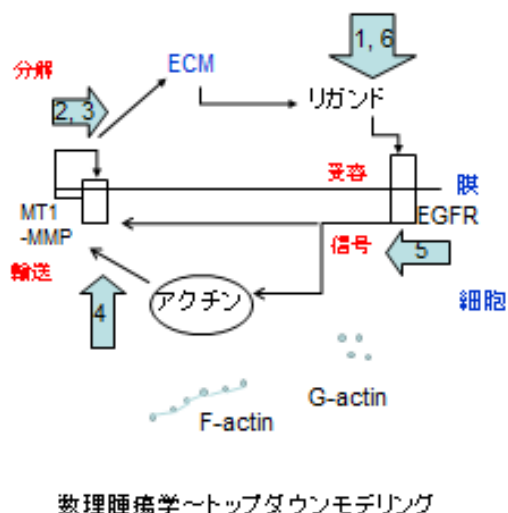 1, 6
ECM
分解
2, 3
リガンド
受容
膜
MT1
-MMP
EGFR
信号
5
輸送
細胞
アクチン
4
G-actin
F-actin
数理腫瘍学～トップダウンモデリング